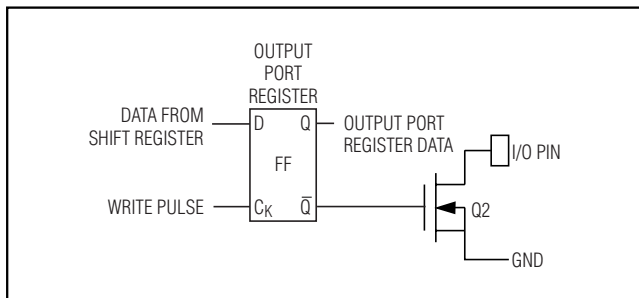 OUTPUT
PORT
REGISTER
DATA FROM
SHIFT REGISTER
D
Q
OUTPUT PORT
REGISTER DATA
I/O PIN
FF
WRITE PULSE
CK
Q̅
Q2
GND